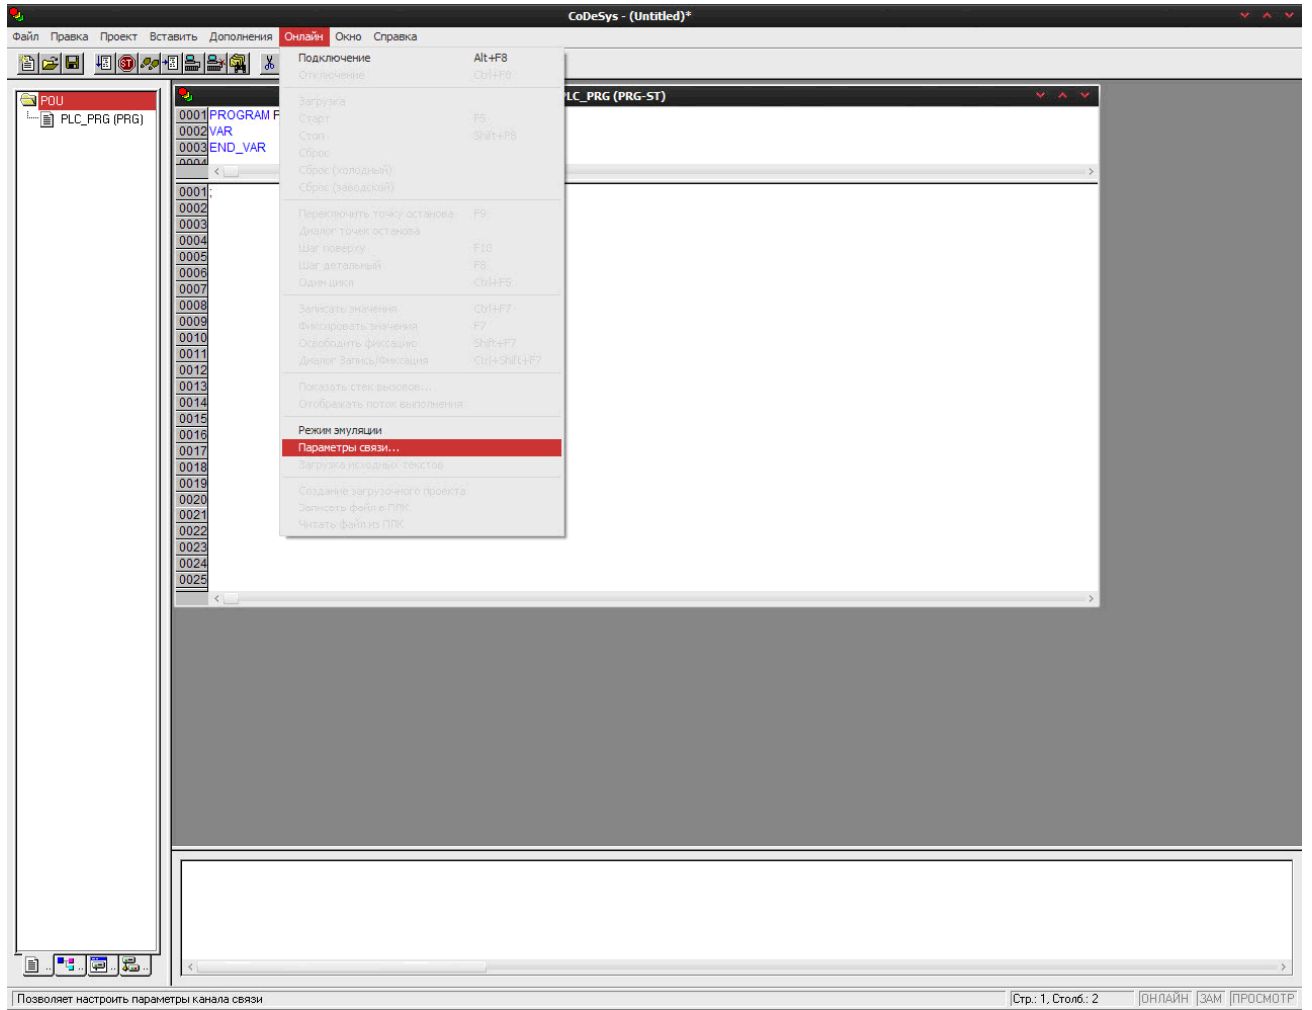 CoDeSys - (Untitled)*
Файл Правка Проект Вставить Дополнения Онлайн Окно Справка
POU
PLC_PRG (PRG)
LC_PRG (PRG-ST)
0001 PROGRAM P
0002 VAR
0003 END_VAR
0004
0001 ;
0002
0003
0004
0005
0006
0007
0008
0009
0010
0011
0012
0013
0014
0015
0016
0017
0018
0019
0020
0021
0022
0023
0024
0025
Подключение Alt+F8
Отключение Ctrl+F8
Загрузка
Старт F5
Стоп Shift+F8
Сброс
Сброс (холодный)
Сброс (заводской)
Переключить точку останова F9
Диалог точек останова
Шаг поверху F10
Шаг детальный F8
Один цикл Ctrl+F5
Записать значения Ctrl+F7
Фиксировать значения F7
Освободить фиксацию Shift+F7
Диалог Запись/Фиксация Ctrl+Shift+F7
Показать стек вызовов...
Отображать поток выполнения
Режим эмуляции
Параметры связи...
Загрузка исходных текстов
Создание загрузочного проекта
Записать файл в ПЛК
Читать файл из ПЛК
Позволяет настроить параметры канала связи
Стр.: 1, Столб.: 2 ОНЛАЙН ЗАМ ПРОСМОТР